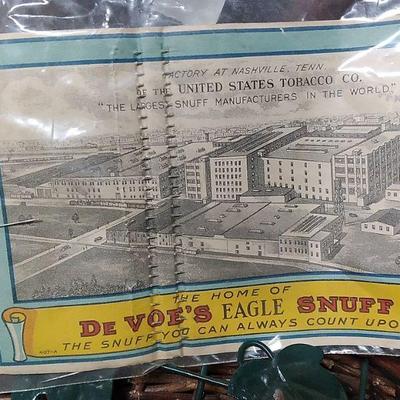 FACTORY AT NASHVILLE, TENN.
OF THE UNITED STATES TOBACCO CO.
"THE LARGEST SNUFF MANUFACTURERS IN THE WORLD."
THE HOME OF
DE VOE'S EAGLE SNUFF
THE SNUFF YOU CAN ALWAYS COUNT UPO